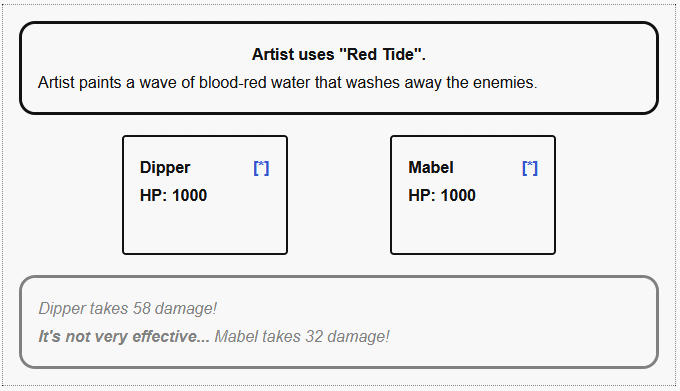 Artist uses "Red Tide".
Artist paints a wave of blood-red water that washes away the enemies.
Dipper [*]
HP: 1000
Mabel [*]
HP: 1000
Dipper takes 58 damage!
It's not very effective... Mabel takes 32 damage!